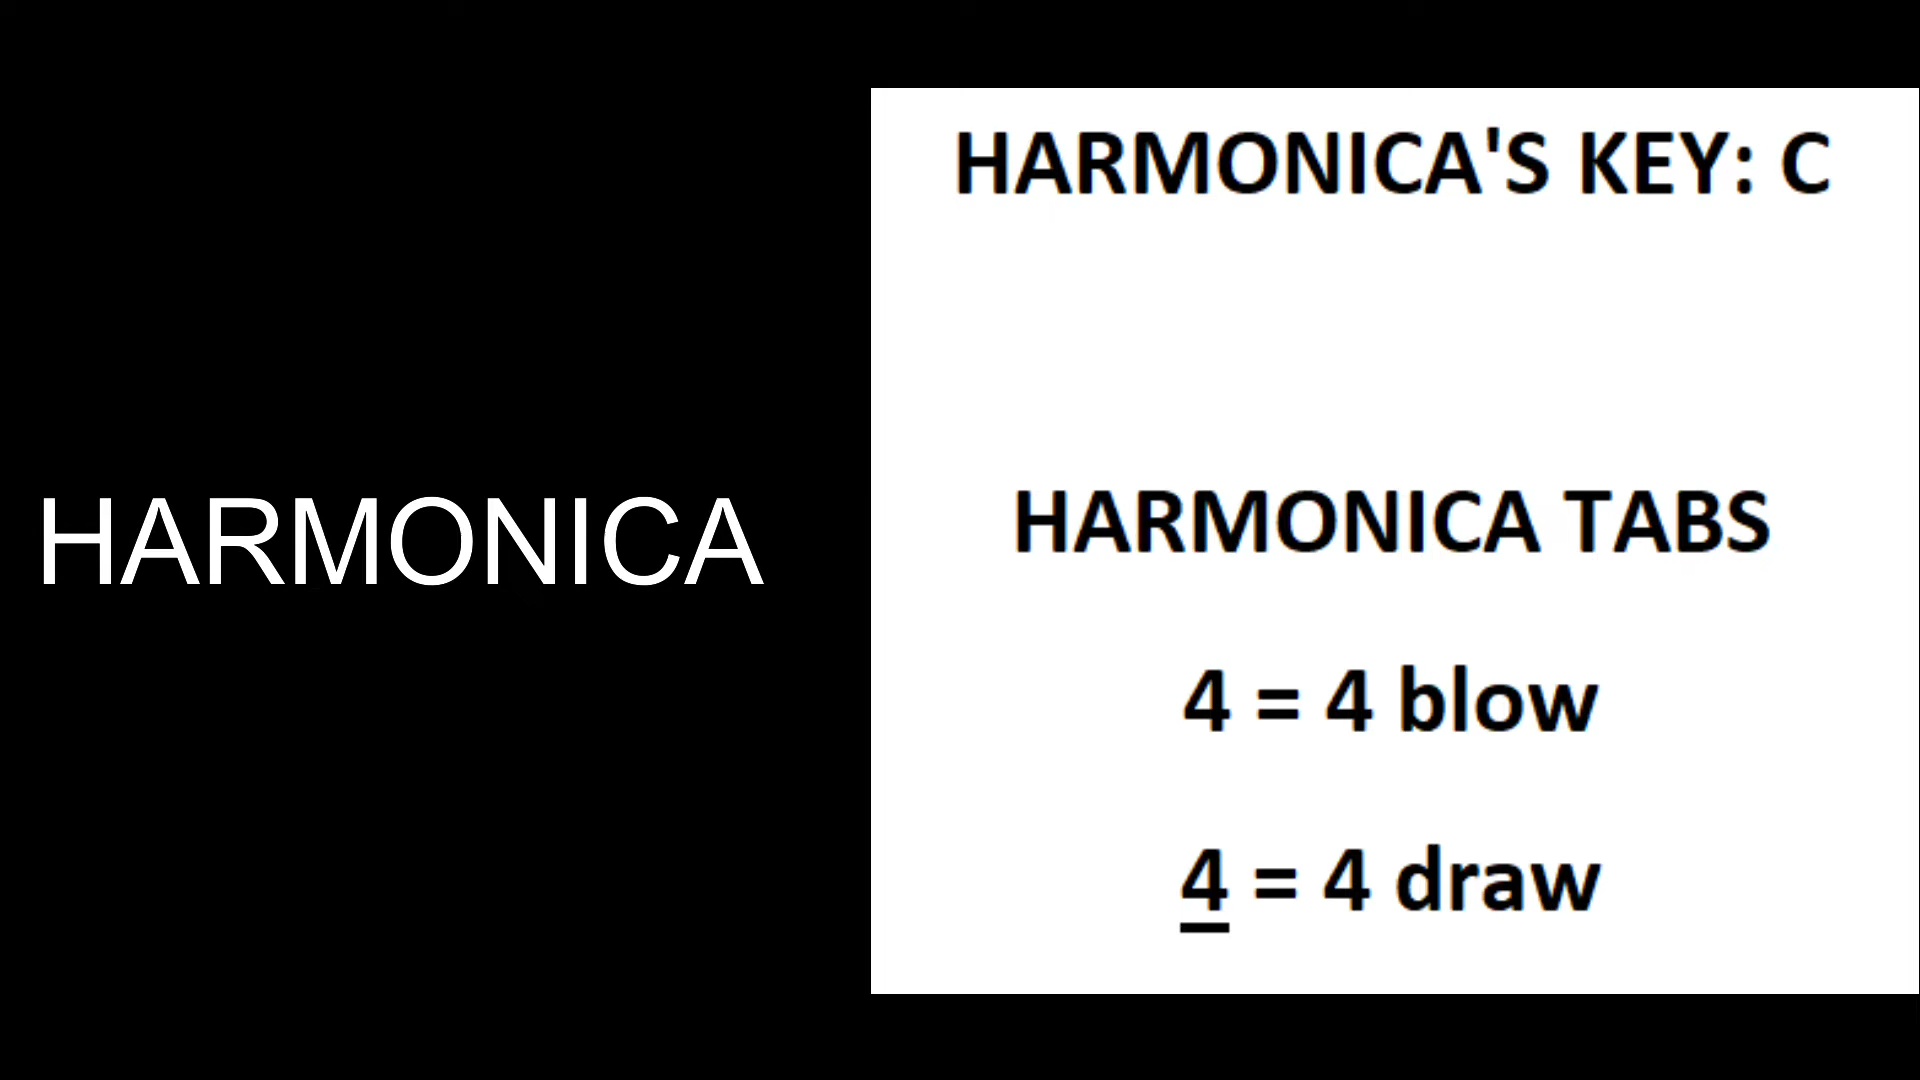 HARMONICA
HARMONICA'S KEY: C
HARMONICA TABS
4 = 4 blow
4 = 4 draw